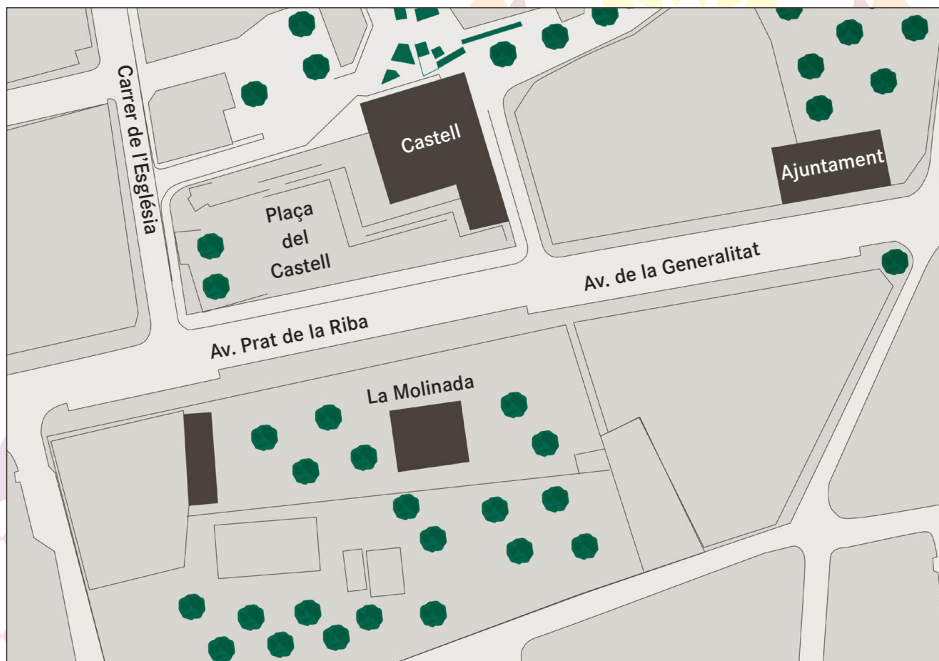 Carrer de l'Església
Castell
Ajuntament
Plaça
del
Castell
Av. de la Generalitat
Av. Prat de la Riba
La Molinada